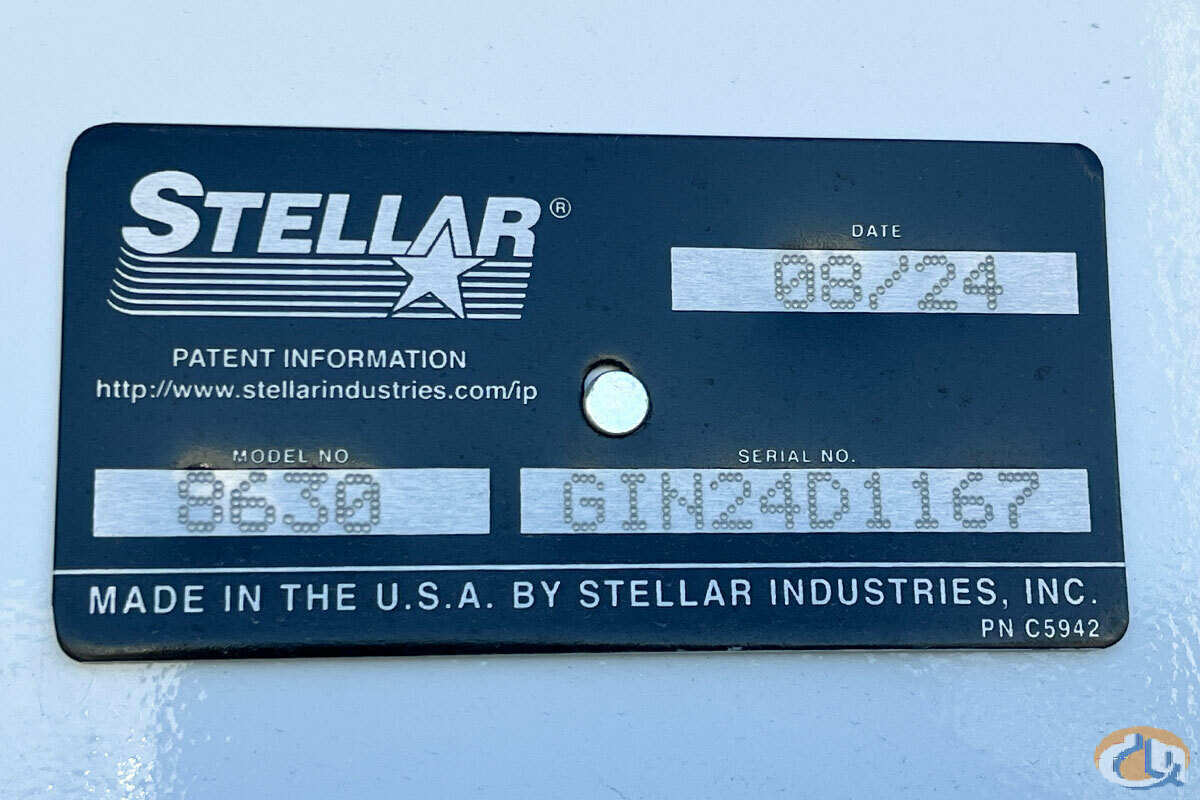 STELLAR®
DATE
08/24
PATENT INFORMATION
http://www.stellarindustries.com/ip
MODEL NO.
8630
SERIAL NO.
GIN24D1167
MADE IN THE U.S.A. BY STELLAR INDUSTRIES, INC.
PN C5942